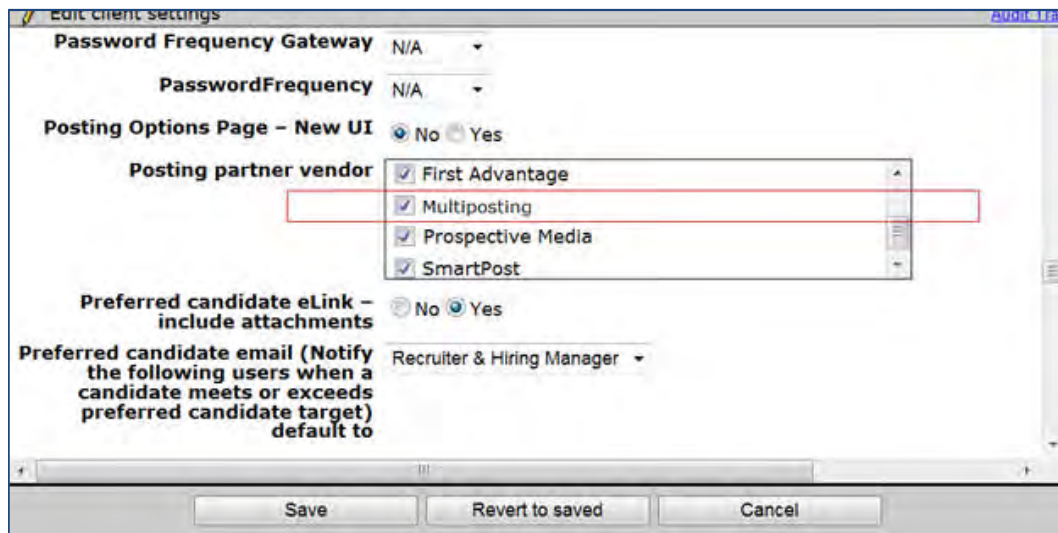 Edit client settings
Audit Tra
Password Frequency Gateway N/A
PasswordFrequency N/A
Posting Options Page – New UI No Yes
Posting partner vendor First Advantage
Multiposting
Prospective Media
SmartPost
Preferred candidate eLink – No Yes
include attachments
Preferred candidate email (Notify Recruiter & Hiring Manager
the following users when a
candidate meets or exceeds
preferred candidate target)
default to
Save Revert to saved Cancel